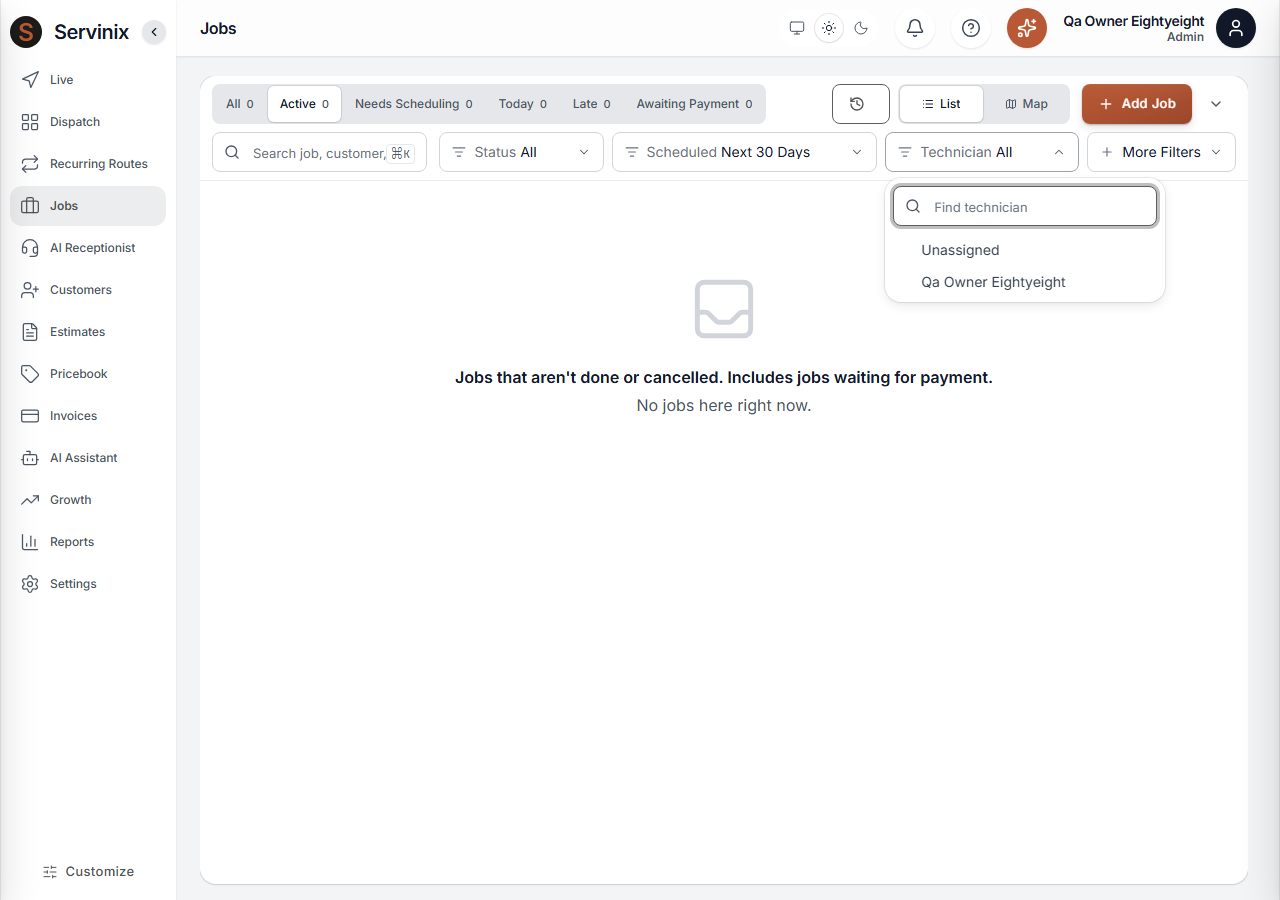 S Servinix
Jobs
Qa Owner Eightyeight
Admin
Live
Dispatch
Recurring Routes
Jobs
AI Receptionist
Customers
Estimates
Pricebook
Invoices
AI Assistant
Growth
Reports
Settings
Customize
All 0 Active 0 Needs Scheduling 0 Today 0 Late 0 Awaiting Payment 0
List Map
+ Add Job
Search job, customer, ⌘K
Status All
Scheduled Next 30 Days
Technician All
+ More Filters
Find technician
Unassigned
Qa Owner Eightyeight
Jobs that aren't done or cancelled. Includes jobs waiting for payment.
No jobs here right now.